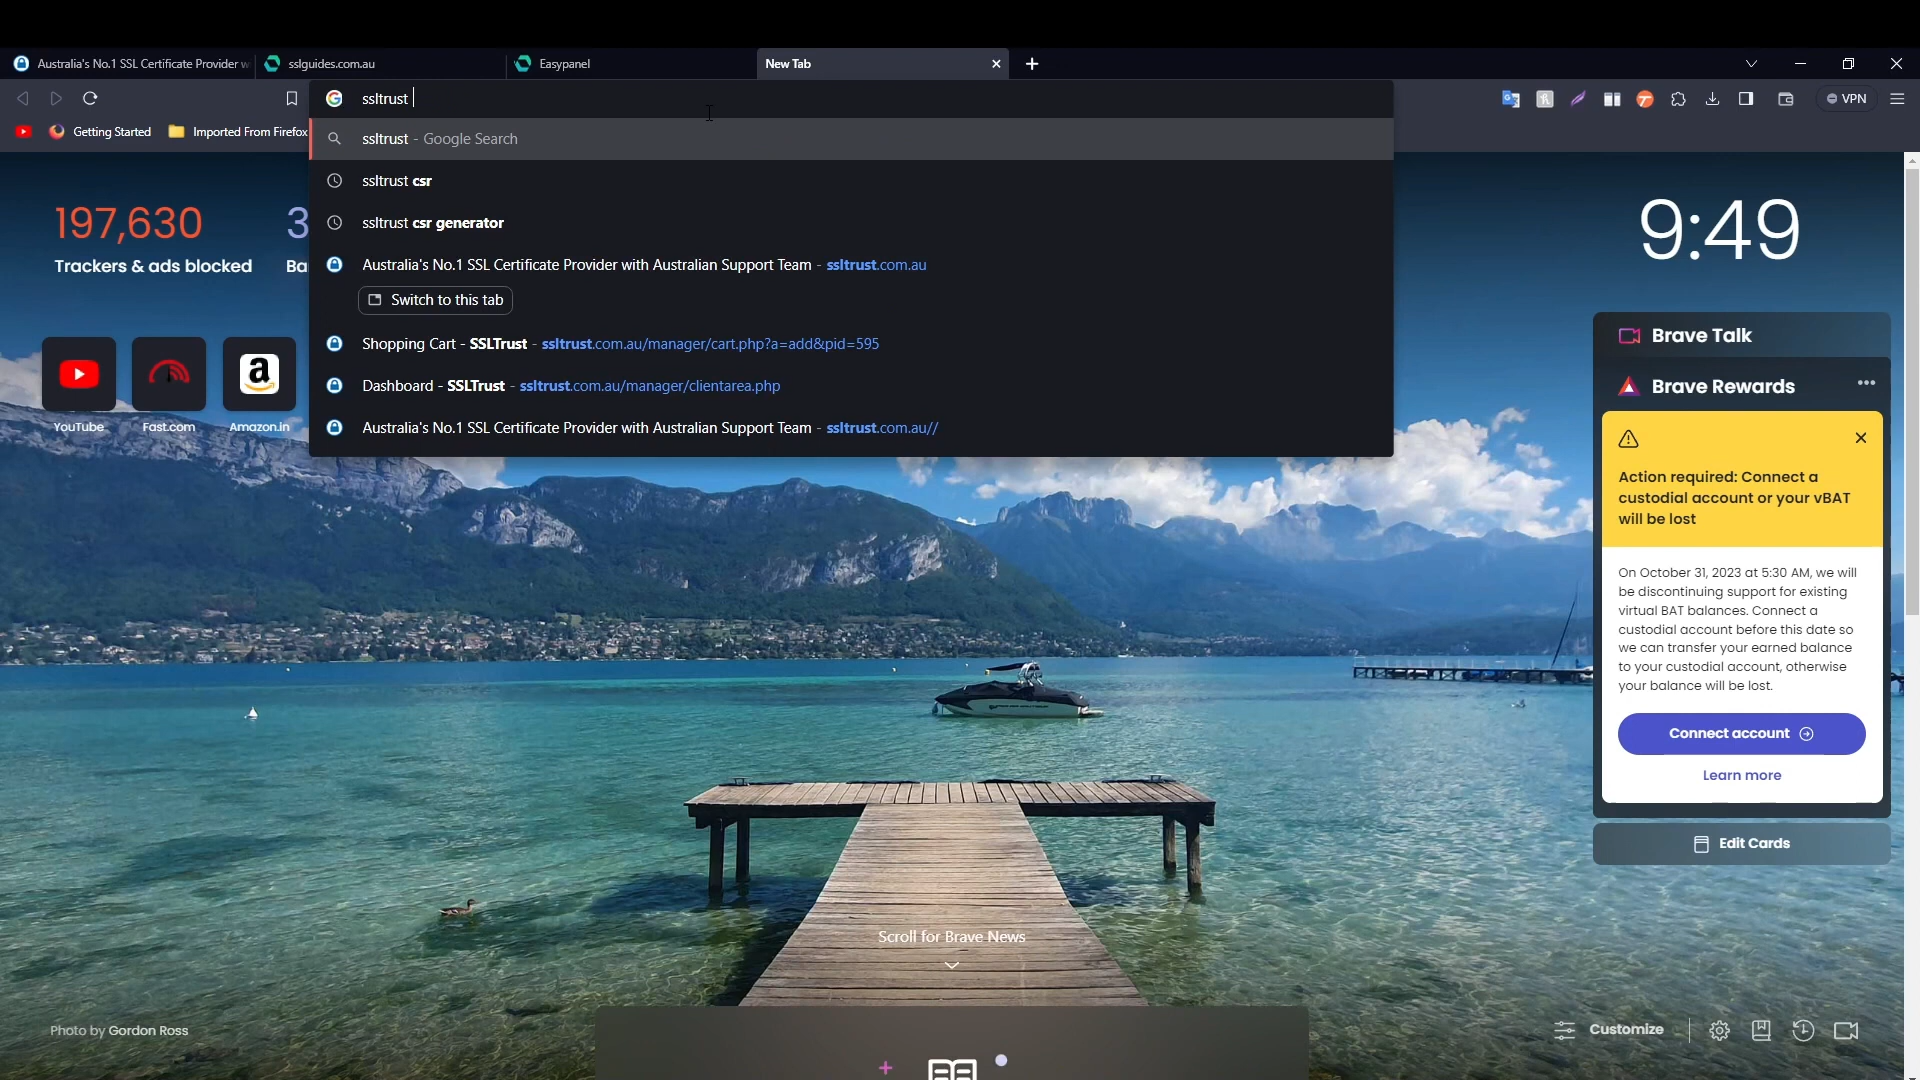 Australia's No.1 SSL Certificate Provider w
sslguides.com.au
Easypanel
New Tab
ssltrust
VPN
Getting Started
Imported From Firefox
ssltrust - Google Search
ssltrust csr
ssltrust csr generator
Australia's No.1 SSL Certificate Provider with Australian Support Team - ssltrust.com.au
Switch to this tab
Shopping Cart - SSLTrust - ssltrust.com.au/manager/cart.php?a=add&pid=595
Dashboard - SSLTrust - ssltrust.com.au/manager/clientarea.php
Australia's No.1 SSL Certificate Provider with Australian Support Team - ssltrust.com.au//
197,630
3
Trackers & ads blocked
Ba
YouTube
Fast.com
a
Amazon.in
9:49
Brave Talk
Brave Rewards
Action required: Connect a
custodial account or your vBAT
will be lost
On October 31, 2023 at 5:30 AM, we will
be discontinuing support for existing
virtual BAT balances. Connect a
custodial account before this date so
we can transfer your earned balance
to your custodial account, otherwise
your balance will be lost.
Connect account
Learn more
Edit Cards
Scroll for Brave News
Photo by Gordon Ross
Customize